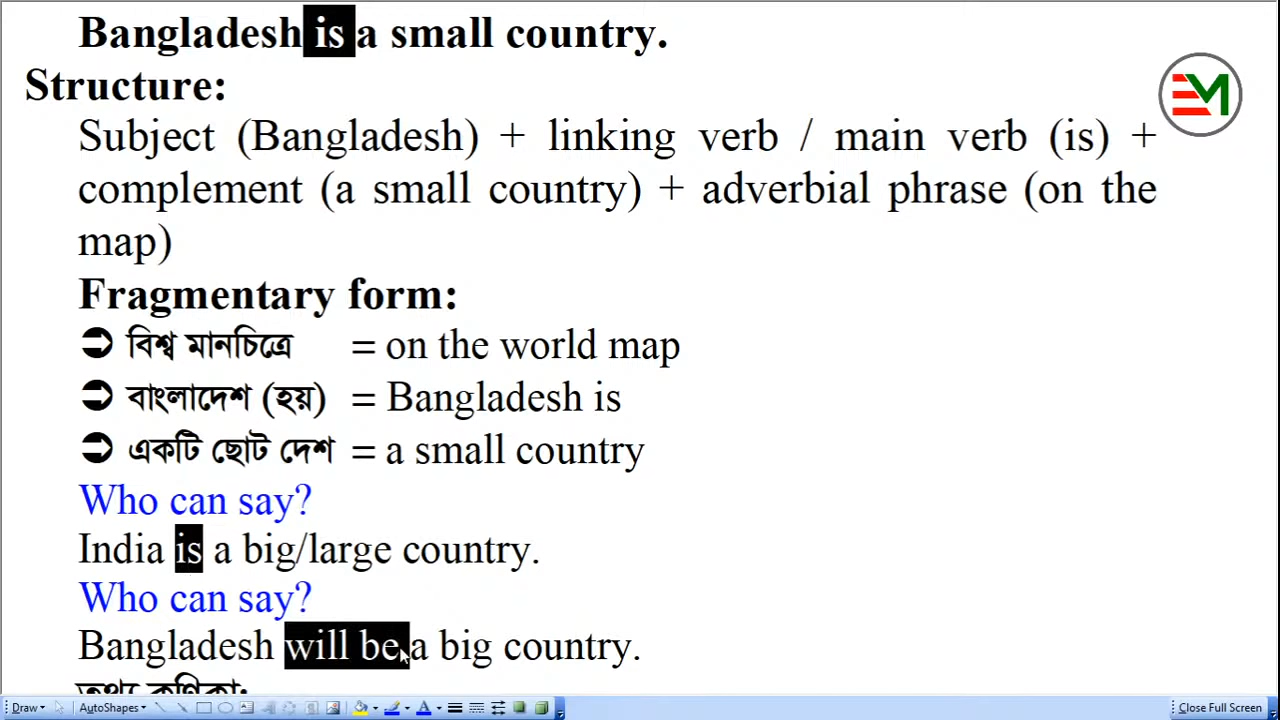 Bangladesh is a small country.
Structure:
Subject (Bangladesh) + linking verb / main verb (is) +
complement (a small country) + adverbial phrase (on the
map)
Fragmentary form:
➲ বিশ্ব মানচিত্রে = on the world map
➲ বাংলাদেশ (হয়) = Bangladesh is
➲ একটি ছোট দেশ = a small country
Who can say?
India is a big/large country.
Who can say?
Bangladesh will be a big country.
তথ্য কণিকা:
Draw AutoShapes Close Full Screen